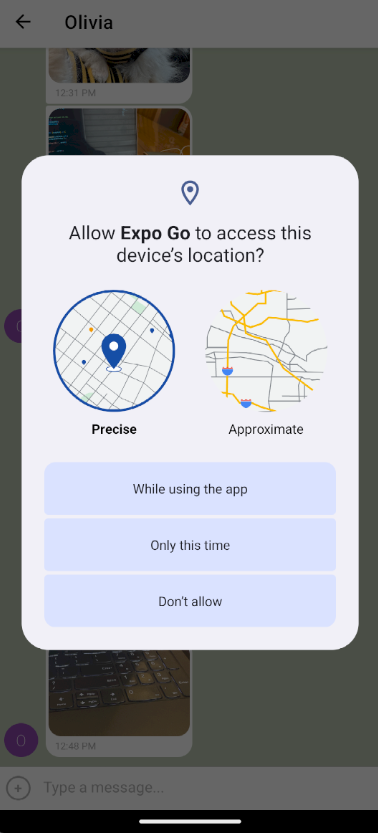 Olivia
12:31 PM
Allow Expo Go to access this
device's location?
Precise
Approximate
While using the app
Only this time
Don't allow
O
12:48 PM
Type a message...